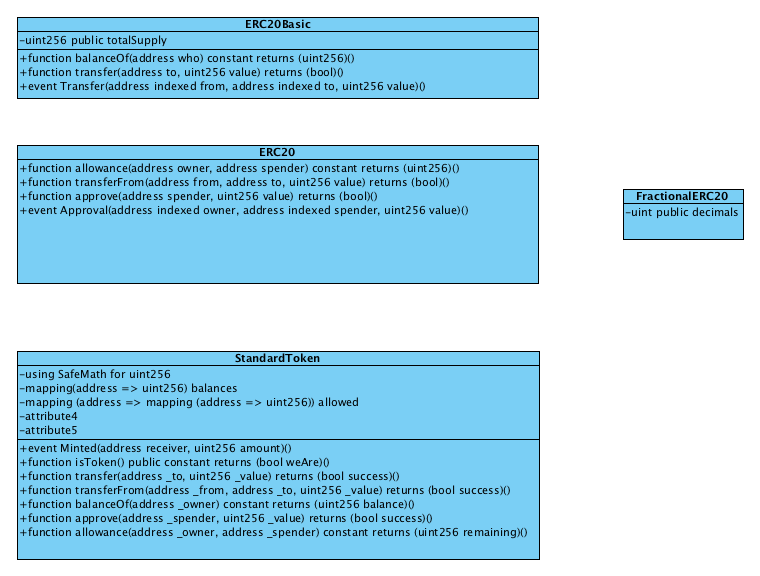 ERC20Basic
-uint256 public totalSupply
+function balanceOf(address who) constant returns (uint256)()
+function transfer(address to, uint256 value) returns (bool)()
+event Transfer(address indexed from, address indexed to, uint256 value)()
ERC20
+function allowance(address owner, address spender) constant returns (uint256)()
+function transferFrom(address from, address to, uint256 value) returns (bool)()
+function approve(address spender, uint256 value) returns (bool)()
+event Approval(address indexed owner, address indexed spender, uint256 value)()
FractionalERC20
-uint public decimals
StandardToken
-using SafeMath for uint256
-mapping(address => uint256) balances
-mapping (address => mapping (address => uint256)) allowed
-attribute4
-attribute5
+event Minted(address receiver, uint256 amount)()
+function isToken() public constant returns (bool weAre)()
+function transfer(address _to, uint256 _value) returns (bool success)()
+function transferFrom(address _from, address _to, uint256 _value) returns (bool success)()
+function balanceOf(address _owner) constant returns (uint256 balance)()
+function approve(address _spender, uint256 _value) returns (bool success)()
+function allowance(address _owner, address _spender) constant returns (uint256 remaining)()